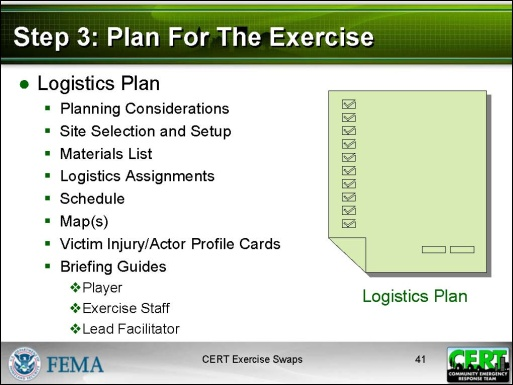 Step 3: Plan For The Exercise
Logistics Plan
Planning Considerations
Site Selection and Setup
Materials List
Logistics Assignments
Schedule
Map(s)
Victim Injury/Actor Profile Cards
Briefing Guides
Player
Exercise Staff
Lead Facilitator
Logistics Plan
FEMA
CERT Exercise Swaps
41
CERT
COMMUNITY EMERGENCY
RESPONSE TEAM